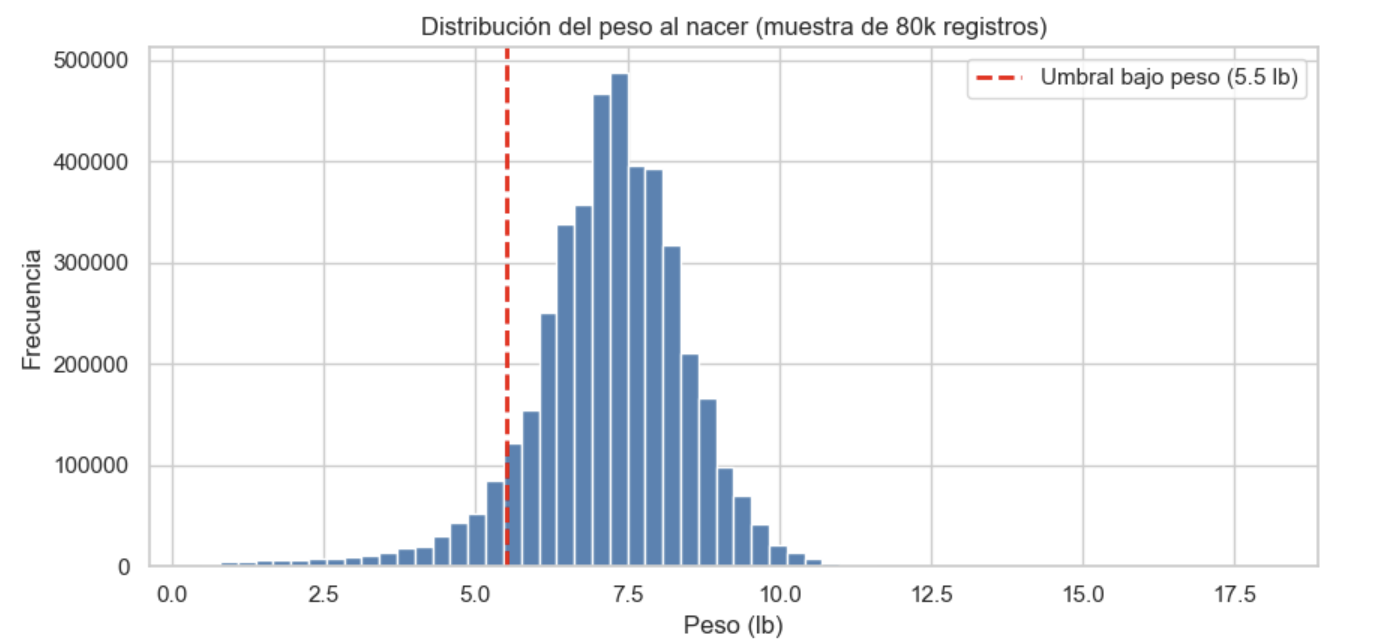 Distribución del peso al nacer (muestra de 80k registros)
Umbral bajo peso (5.5 lb)
Frecuencia
500000
400000
300000
200000
100000
0
0.0 2.5 5.0 7.5 10.0 12.5 15.0 17.5
Peso (lb)